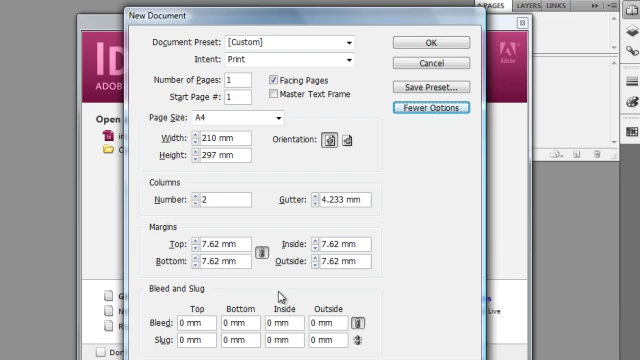 New Document
PAGES
LAYERS
LINKS
ID
ADOBE
Adobe
Document Preset: [Custom]
OK
Intent: Print
Cancel
Number of Pages: 1
Facing Pages
Save Preset...
Start Page #: 1
Master Text Frame
Fewer Options
Open
Page Size: A4
Width: 210 mm
Orientation:
Height: 297 mm
Columns
Number: 2
Gutter: 4.233 mm
Margins
Top: 7.62 mm
Inside: 7.62 mm
Bottom: 7.62 mm
Outside: 7.62 mm
Bleed and Slug
Top Bottom Inside Outside
Bleed: 0 mm 0 mm 0 mm 0 mm
Live
Slug: 0 mm 0 mm 0 mm 0 mm